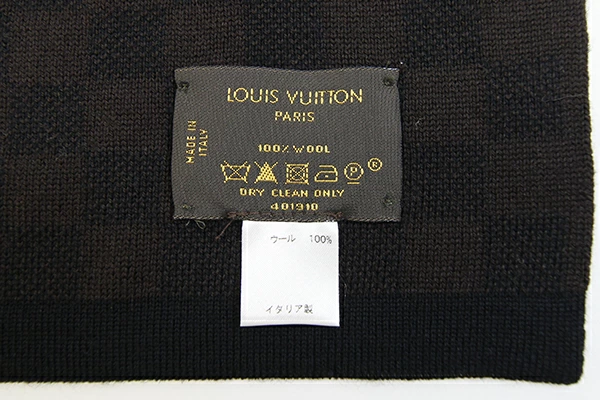 LOUIS VUITTON
PARIS
MADE IN
ITALY
100% WOOL
P ®
DRY CLEAN ONLY
401910
ウール 100%
イタリア製